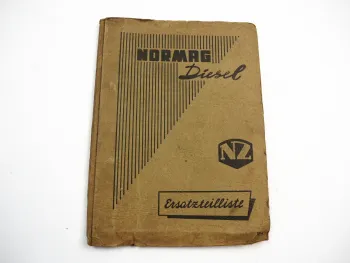 NORMAG
Diesel
NZ
Ersatzteilliste